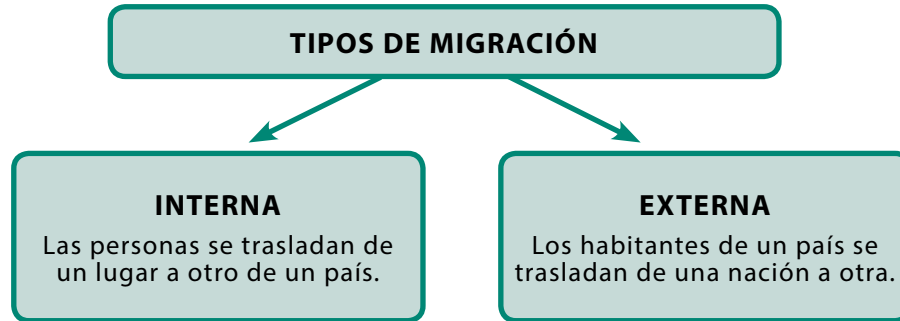 TIPOS DE MIGRACIÓN
INTERNA
Las personas se trasladan de
un lugar a otro de un país.
EXTERNA
Los habitantes de un país se
trasladan de una nación a otra.